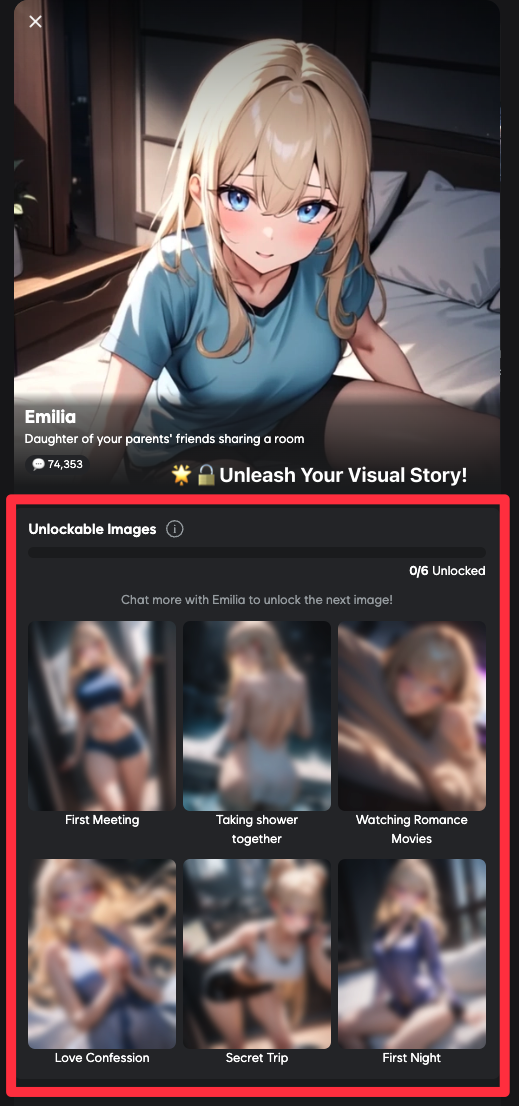 Emilia
Daughter of your parents' friends sharing a room
💬 74,353
🌟🔓Unleash Your Visual Story!
Unlockable Images ⓘ
0/6 Unlocked
Chat more with Emilia to unlock the next image!
First Meeting
Taking shower
together
Watching Romance
Movies
Love Confession
Secret Trip
First Night